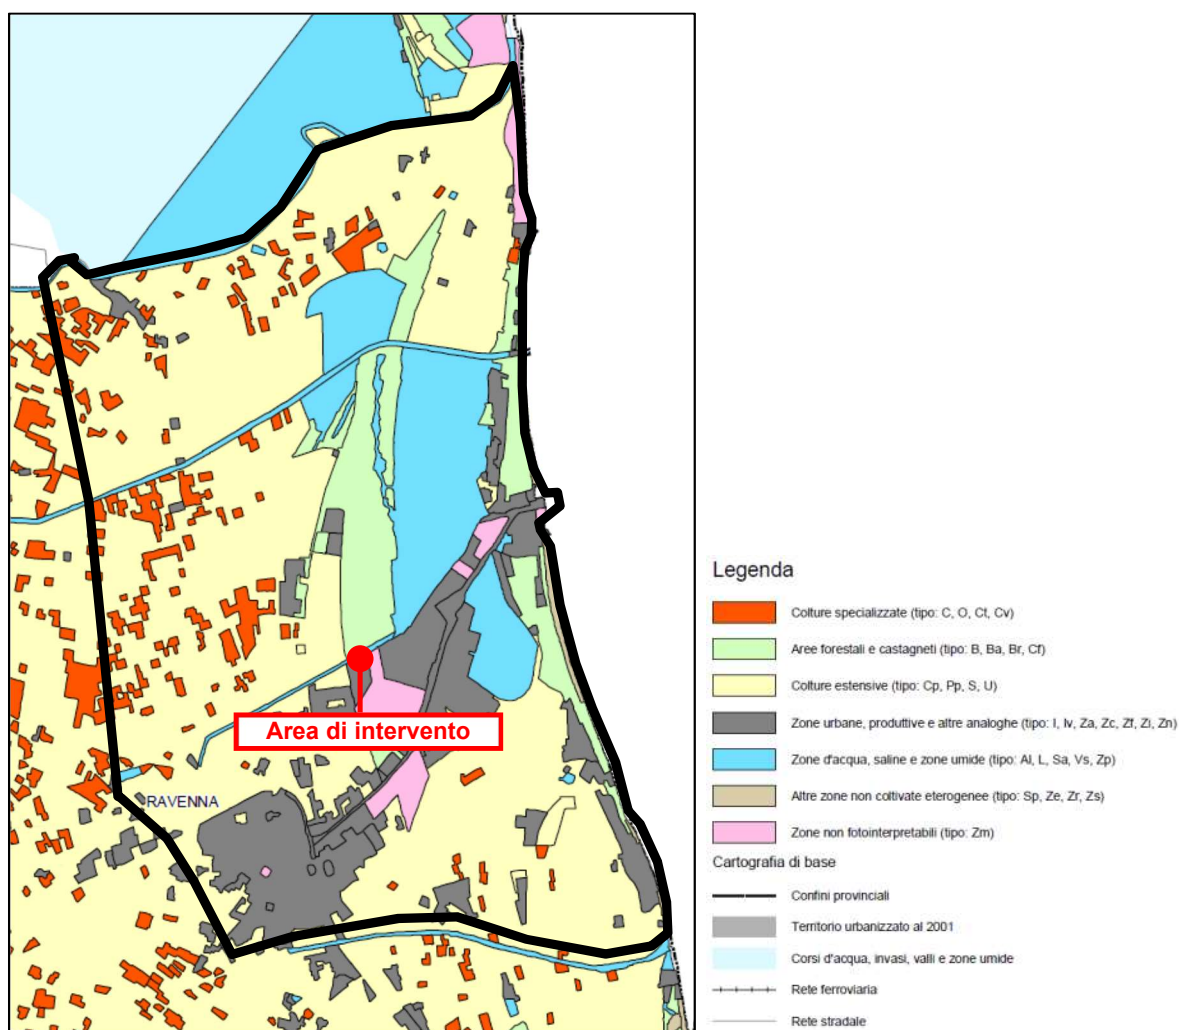 Area di intervento
RAVENNA
Legenda
Colture specializzate (tipo: C, O, Ct, Cv)
Aree forestali e castagneti (tipo: B, Ba, Br, Cf)
Colture estensive (tipo: Cp, Pp, S, U)
Zone urbane, produttive e altre analoghe (tipo: I, Iv, Za, Zc, Zf, Zi, Zn)
Zone d'acqua, saline e zone umide (tipo: Al, L, Sa, Vs, Zp)
Altre zone non coltivate eterogenee (tipo: Sp, Ze, Zr, Zs)
Zone non fotointerpretabili (tipo: Zm)
Cartografia di base
Confini provinciali
Territorio urbanizzato al 2001
Corsi d'acqua, invasi, valli e zone umide
Rete ferroviaria
Rete stradale